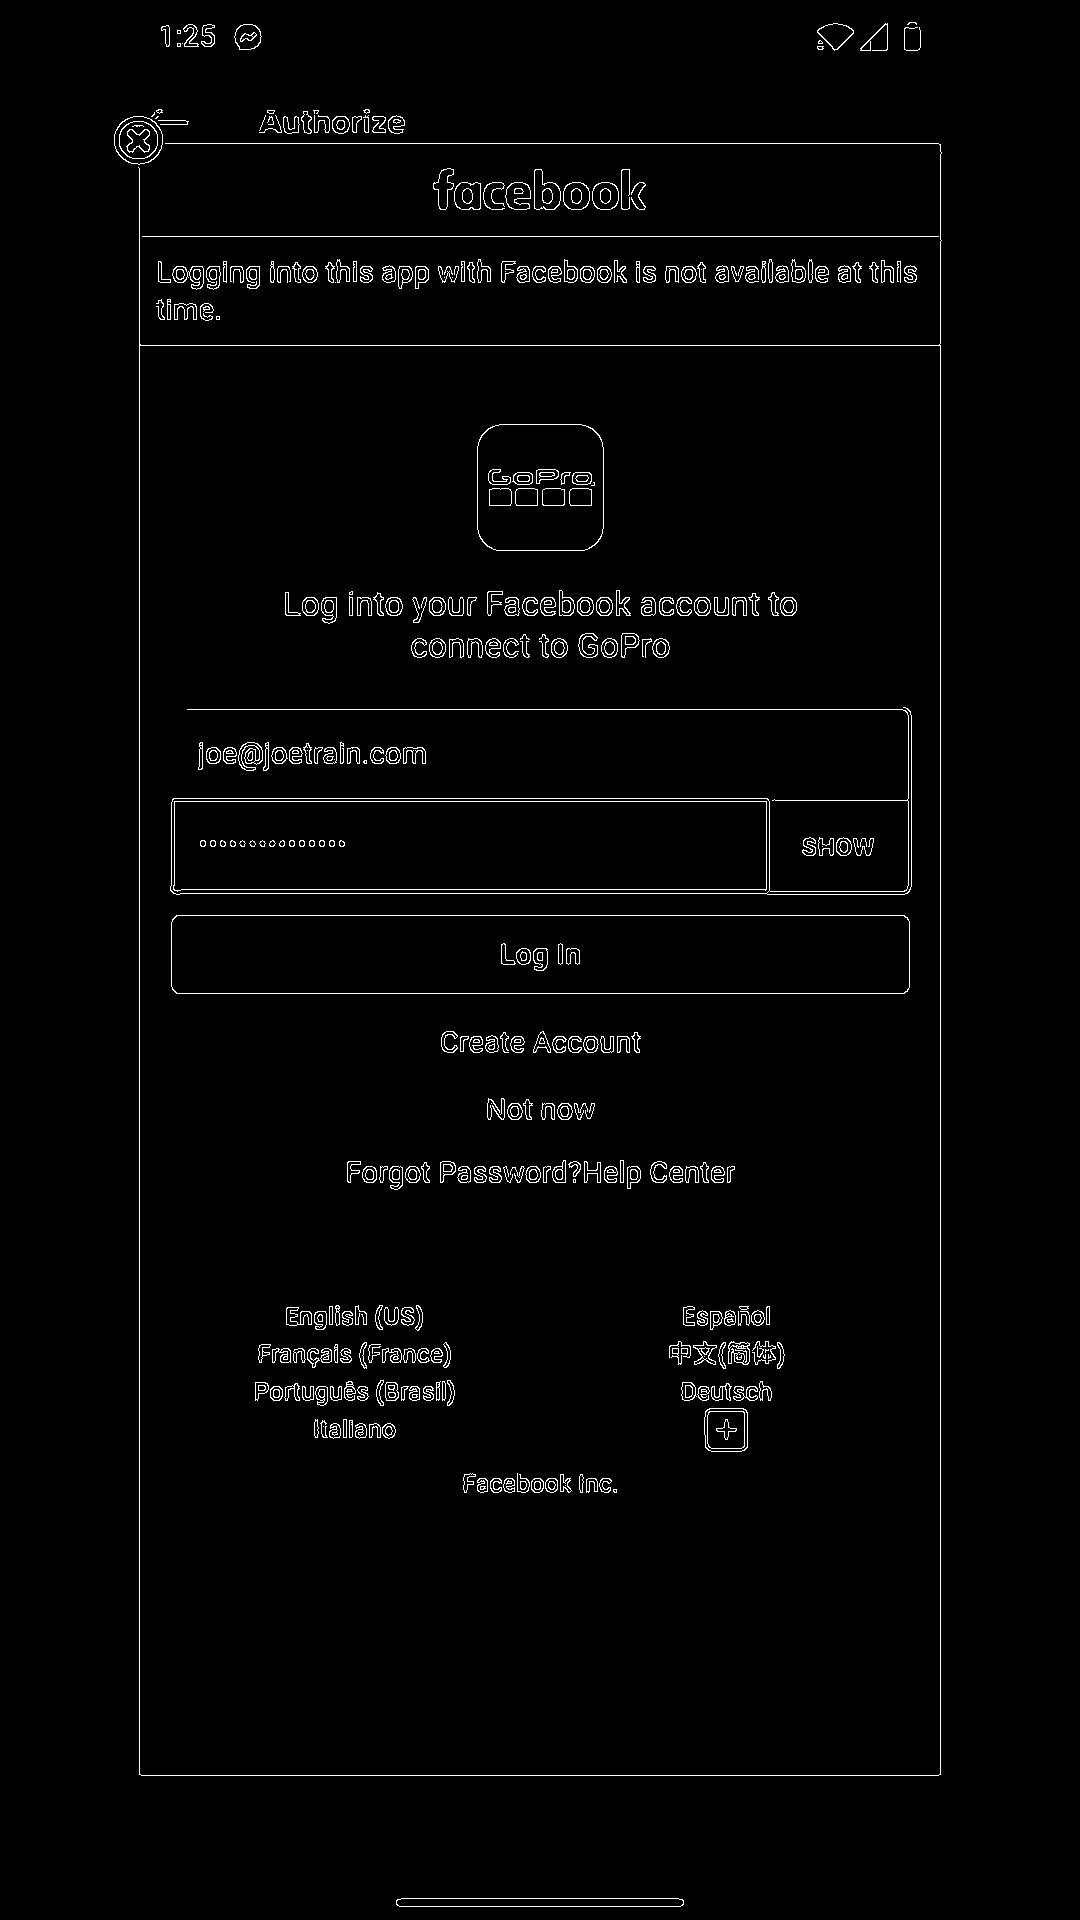 1:25
Authorize
facebook
Logging into this app with Facebook is not available at this
time.
GoPro
Log into your Facebook account to
connect to GoPro
joe@joetrain.com
SHOW
Log In
Create Account
Not now
Forgot Password?Help Center
English (US) Español
Français (France) 中文(简体)
Português (Brasil) Deutsch
Italiano
Facebook Inc.